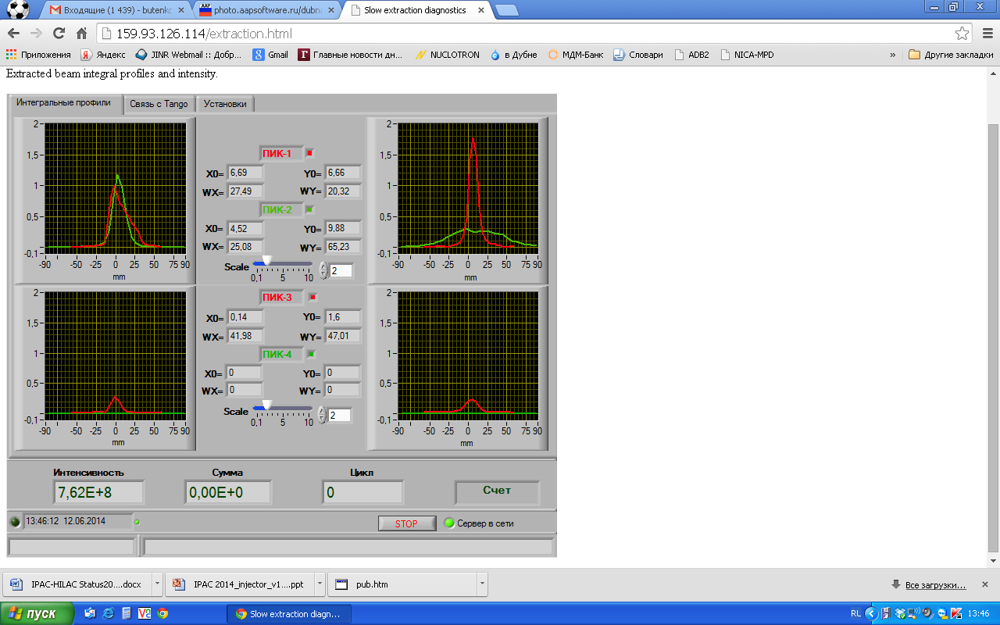 Входящие (1 439) - butenko
photo.aapsoftware.ru/dubna
Slow extraction diagnostics
159.93.126.114/extraction.html
Приложения Яндекс JINR Webmail :: Добр... Gmail Главные новости дн... NUCLOTRON в Дубне МДМ-Банк Словари ADB2 NICA-MPD » Другие закладки
Extracted beam integral profiles and intensity.
Интегральные профили Связь с Tango Установки
2
1,5
1
0,5
-0,1
-90 -50 -25 0 25 50 75 90
mm
ПИК-1
X0= 6,69 Y0= 6,66
WX= 27,49 WY= 20,32
ПИК-2
X0= 4,52 Y0= 9,88
WX= 25,08 WY= 65,23
Scale 2
0,1 5 10
2
1,5
1
0,5
-0,1
-90 -50 -25 0 25 50 75 90
mm
2
1,5
1
0,5
-0,1
-90 -50 -25 0 25 50 75 90
mm
ПИК-3
X0= 0,14 Y0= 1,6
WX= 41,98 WY= 47,01
ПИК-4
X0= 0 Y0= 0
WX= 0 WY= 0
Scale 2
0,1 5 10
2
1,5
1
0,5
-0,1
-90 -50 -25 0 25 50 75 90
mm
Интенсивность Сумма Цикл
7,62E+8 0,00E+0 0 Счет
13:46:12 12.06.2014 STOP Сервер в сети
IPAC-HILAC Status20....docx IPAC 2014_injector_v1....ppt pub.htm Все загрузки...
пуск Slow extraction diagn... RL 13:46